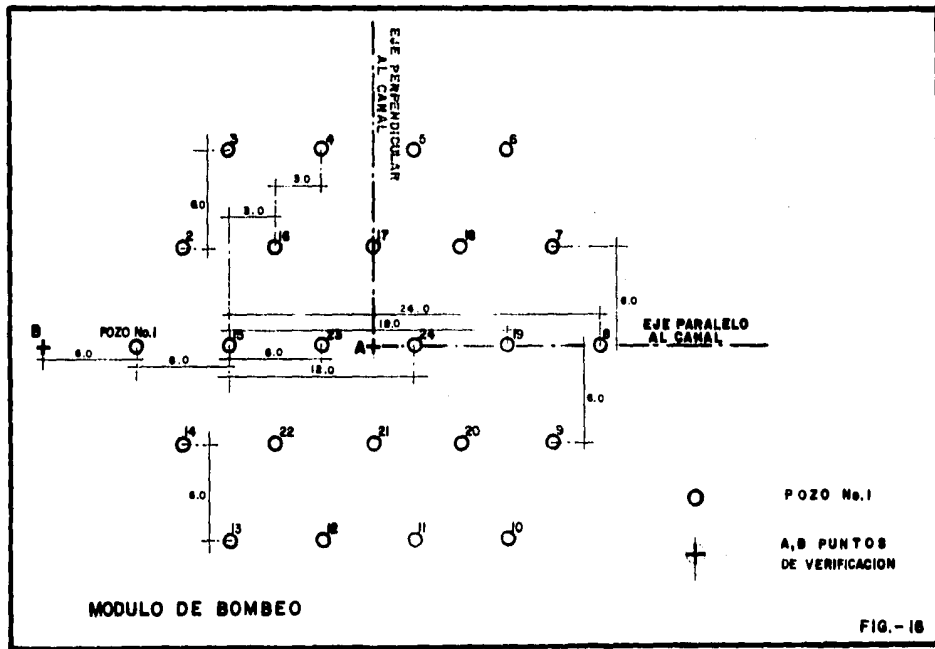 EJE PERPENDICULAR
AL CANAL
3
4
5
6
6.0
3.0
3.0
2
16
17
18
7
24.0
18.0
6.0
EJE PARALELO
AL CANAL
B
POZO No.1
15
23
A
24
19
8
6.0
6.0
6.0
12.0
6.0
14
22
21
20
9
6.0
13
12
11
10
POZO No.1
A,B PUNTOS
DE VERIFICACION
MODULO DE BOMBEO
FIG.-16